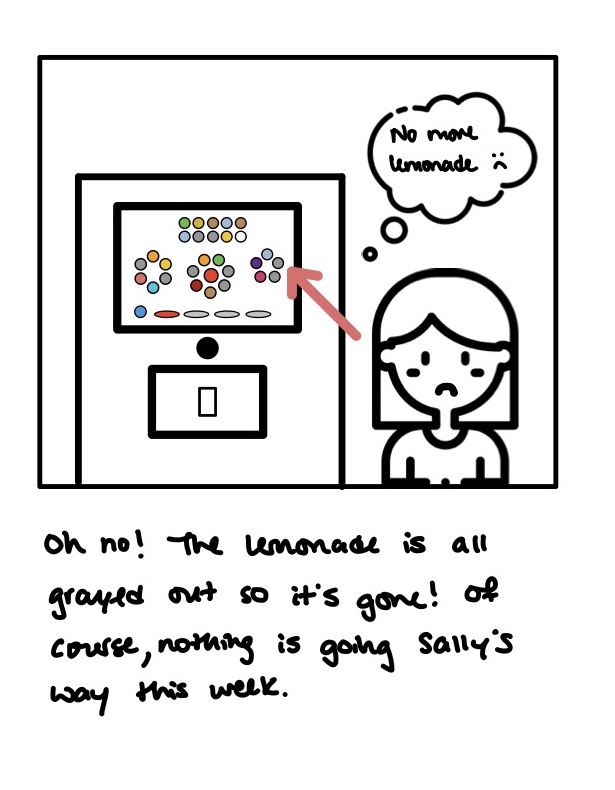 No more
lemonade :(
Oh no! The lemonade is all
grayed out so it's gone! Of
course, nothing is going Sally's
way this week.